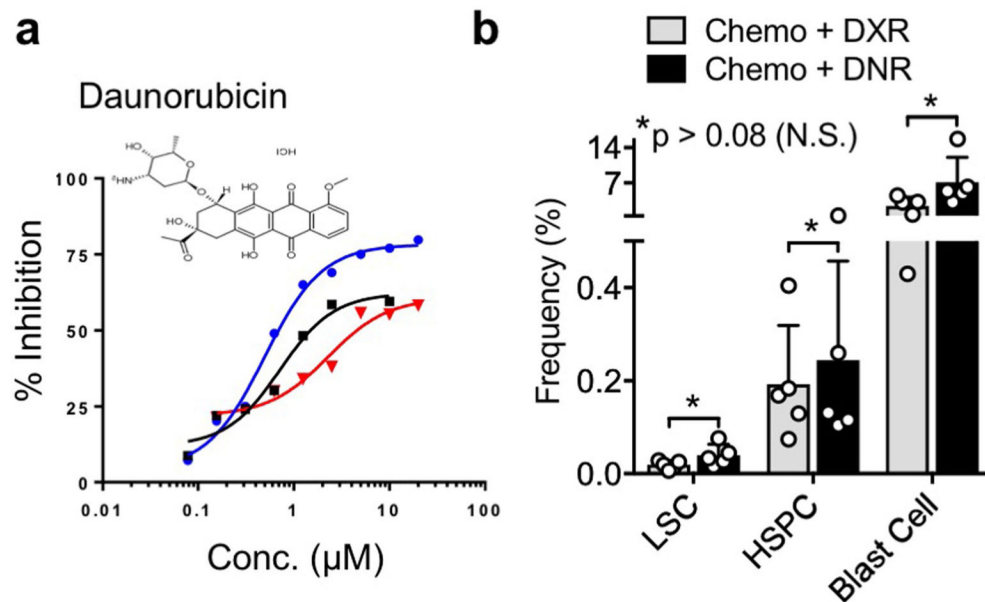 a
Daunorubicin
HO
O
NH₂
O
H
HO
O
OH
OH
O
O
O
O
OH
HCl
100
75
50
25
0
% Inhibition
0.01
0.1
1
10
100
Conc. (μM)
b
Chemo + DXR
Chemo + DNR
*p > 0.08 (N.S.)
*
*
*
14
7
0.4
0.2
0.0
Frequency (%)
LSC
HSPC
Blast Cell